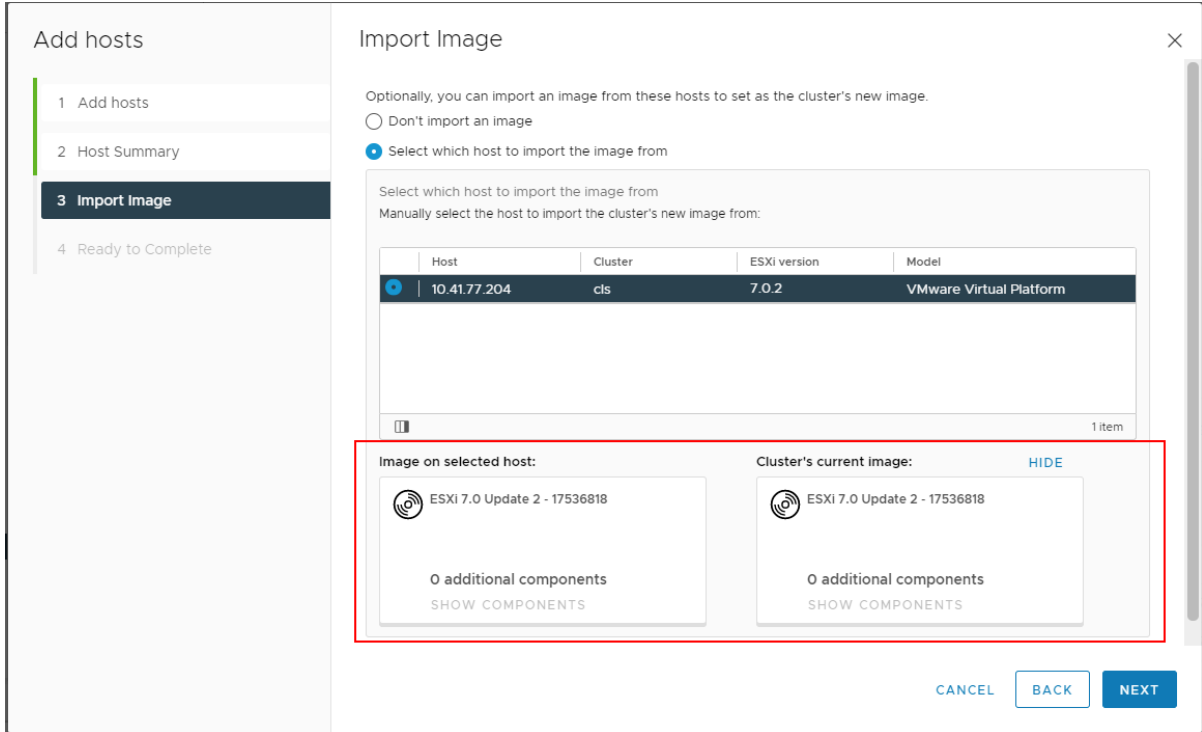 Add hosts
1 Add hosts
2 Host Summary
3 Import Image
4 Ready to Complete
Import Image
Optionally, you can import an image from these hosts to set as the cluster's new image.
Don't import an image
Select which host to import the image from
Select which host to import the image from
Manually select the host to import the cluster's new image from:
Host Cluster ESXi version Model
10.41.77.204 cls 7.0.2 VMware Virtual Platform
1 item
Image on selected host:
ESXi 7.0 Update 2 - 17536818
0 additional components
SHOW COMPONENTS
Cluster's current image: HIDE
ESXi 7.0 Update 2 - 17536818
0 additional components
SHOW COMPONENTS
CANCEL BACK NEXT